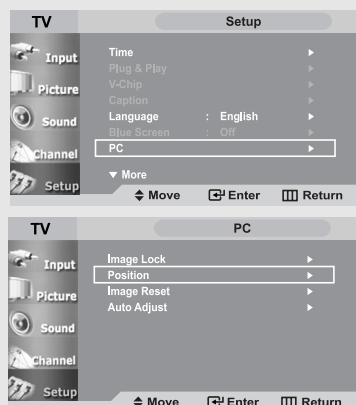 TV Setup
Input
Picture
Sound
Channel
Setup
Time
Plug & Play
V-Chip
Caption
Language : English
Blue Screen : Off
PC
▼ More
Move Enter Return
TV PC
Input
Picture
Sound
Channel
Setup
Image Lock
Position
Image Reset
Auto Adjust
Move Enter Return